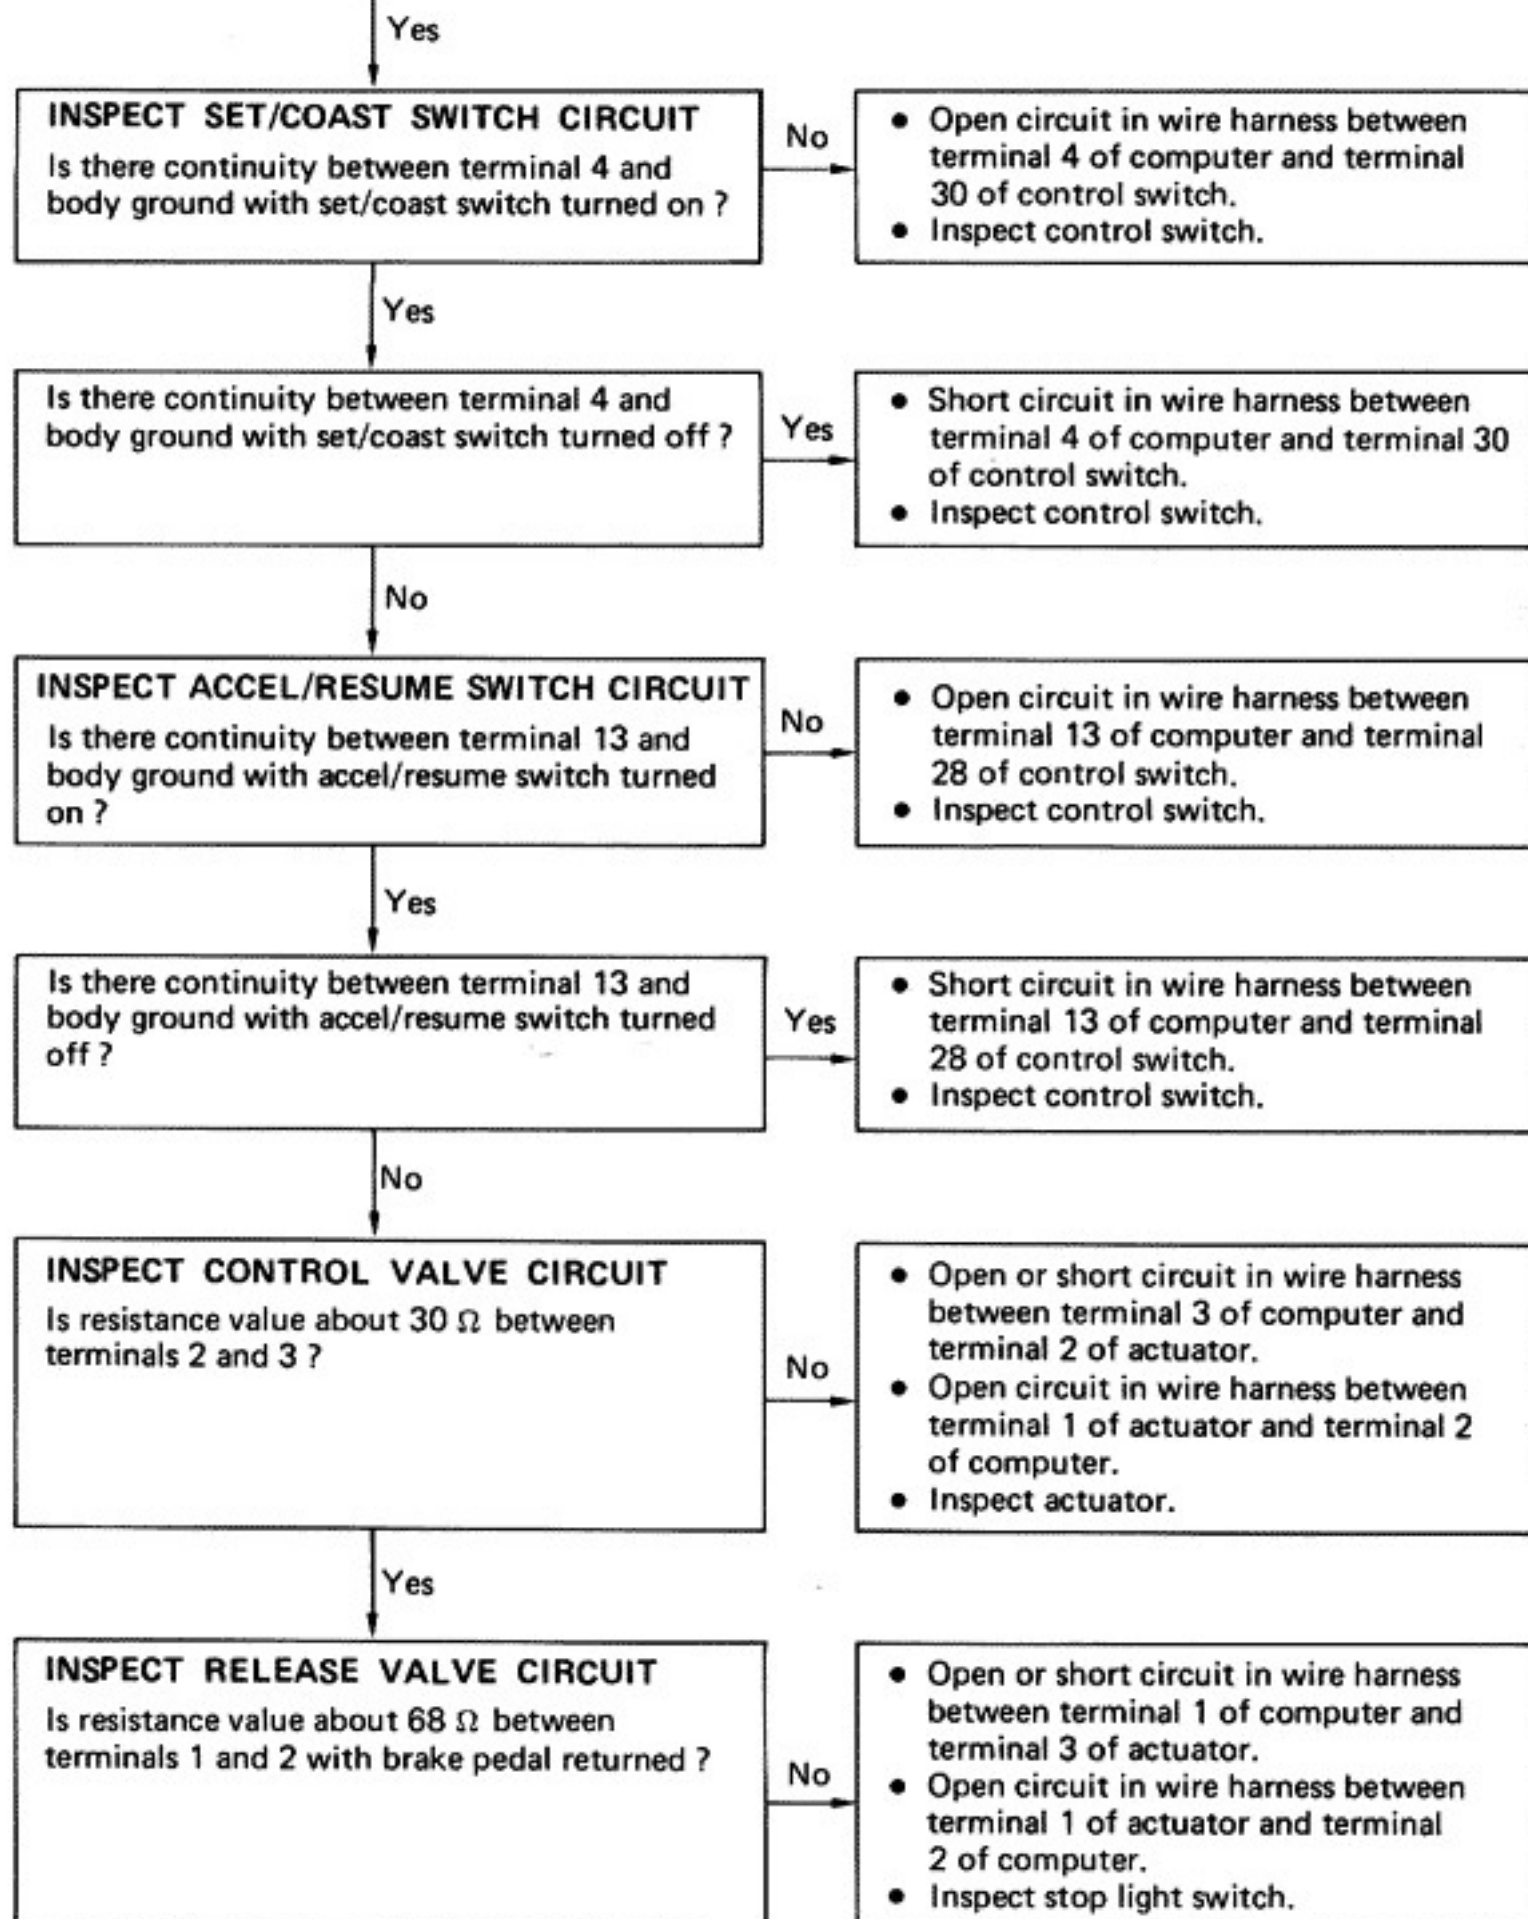 Yes
INSPECT SET/COAST SWITCH CIRCUIT
Is there continuity between terminal 4 and
body ground with set/coast switch turned on ?
No
● Open circuit in wire harness between
terminal 4 of computer and terminal
30 of control switch.
● Inspect control switch.
Yes
Is there continuity between terminal 4 and
body ground with set/coast switch turned off ?
Yes
● Short circuit in wire harness between
terminal 4 of computer and terminal 30
of control switch.
● Inspect control switch.
No
INSPECT ACCEL/RESUME SWITCH CIRCUIT
Is there continuity between terminal 13 and
body ground with accel/resume switch turned
on ?
No
● Open circuit in wire harness between
terminal 13 of computer and terminal
28 of control switch.
● Inspect control switch.
Yes
Is there continuity between terminal 13 and
body ground with accel/resume switch turned
off ?
Yes
● Short circuit in wire harness between
terminal 13 of computer and terminal
28 of control switch.
● Inspect control switch.
No
INSPECT CONTROL VALVE CIRCUIT
Is resistance value about 30 Ω between
terminals 2 and 3 ?
No
● Open or short circuit in wire harness
between terminal 3 of computer and
terminal 2 of actuator.
● Open circuit in wire harness between
terminal 1 of actuator and terminal 2
of computer.
● Inspect actuator.
Yes
INSPECT RELEASE VALVE CIRCUIT
Is resistance value about 68 Ω between
terminals 1 and 2 with brake pedal returned ?
No
● Open or short circuit in wire harness
between terminal 1 of computer and
terminal 3 of actuator.
● Open circuit in wire harness between
terminal 1 of actuator and terminal
2 of computer.
● Inspect stop light switch.